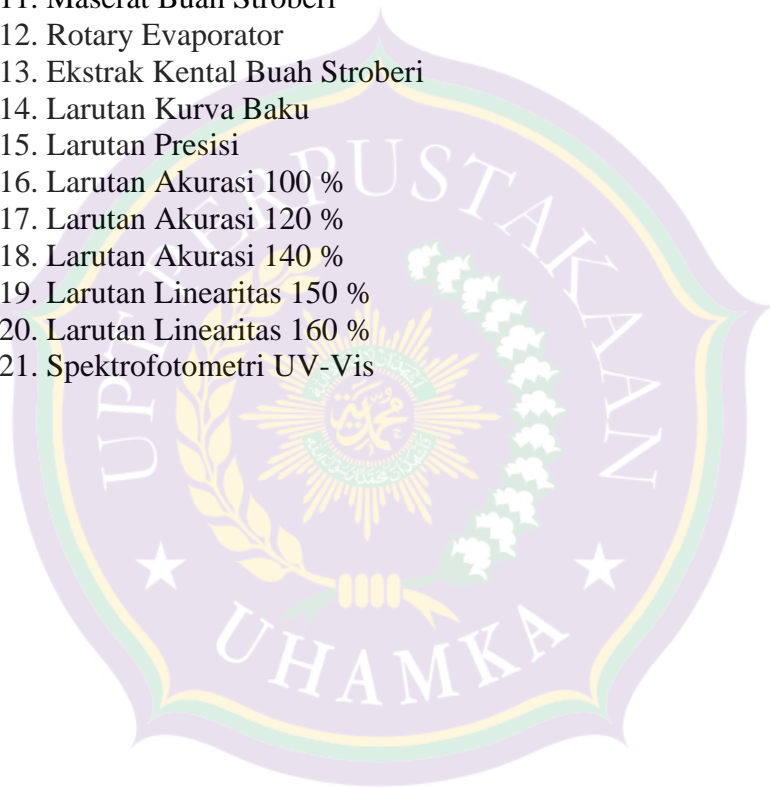 11. Maserat Buah Stroberi
12. Rotary Evaporator
13. Ekstrak Kental Buah Stroberi
14. Larutan Kurva Baku
15. Larutan Presisi
16. Larutan Akurasi 100 %
17. Larutan Akurasi 120 %
18. Larutan Akurasi 140 %
19. Larutan Linearitas 150 %
20. Larutan Linearitas 160 %
21. Spektrofotometri UV-Vis
UPT PERPUSTAKAAN
UHAMKA